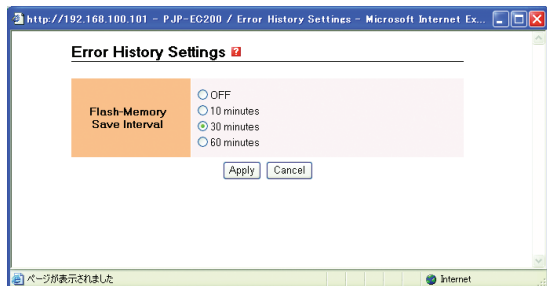 http://192.168.100.101 - PJP-EC200 / Error History Settings - Microsoft Internet Ex...
Error History Settings ?
Flash-Memory
Save Interval
OFF
10 minutes
30 minutes
60 minutes
Apply Cancel
ページが表示されました Internet